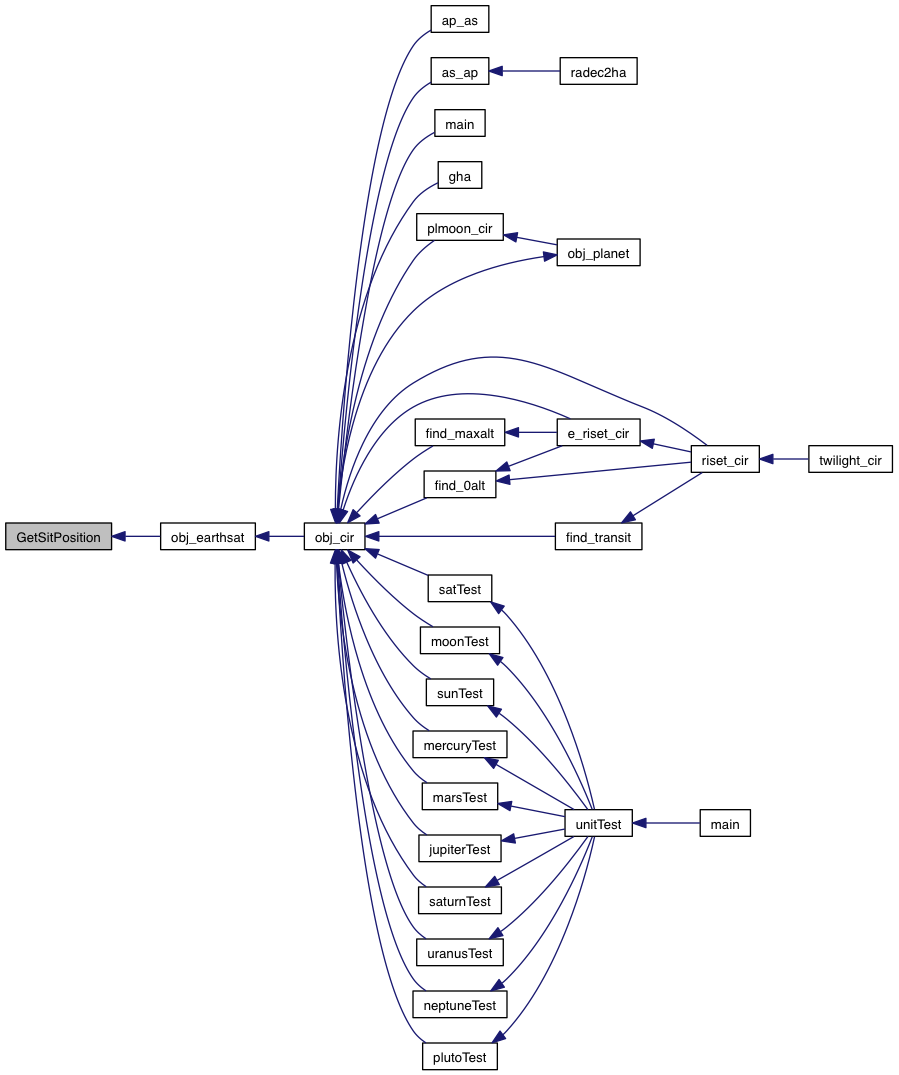 ap_as
as_ap
radec2ha
main
gha
plmoon_cir
obj_planet
find_maxalt
e_riset_cir
riset_cir
twilight_cir
find_0alt
GetSitPosition
obj_earthsat
obj_cir
find_transit
satTest
moonTest
sunTest
mercuryTest
marsTest
unitTest
main
jupiterTest
saturnTest
uranusTest
neptuneTest
plutoTest